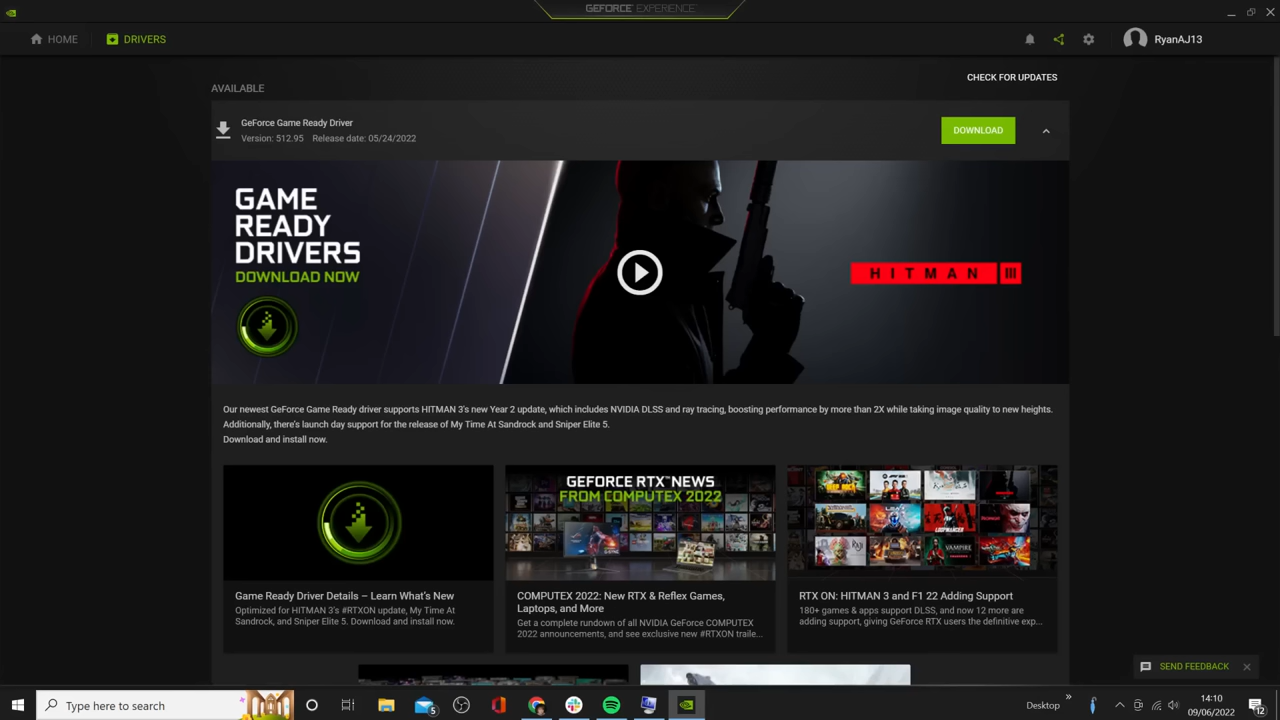 GEFORCE EXPERIENCE
HOME
DRIVERS
RyanAJ13
CHECK FOR UPDATES
AVAILABLE
GeForce Game Ready Driver
Version: 512.95 Release date: 05/24/2022
DOWNLOAD
GAME
READY
DRIVERS
DOWNLOAD NOW
HITMAN III
Our newest GeForce Game Ready driver supports HITMAN 3's new Year 2 update, which includes NVIDIA DLSS and ray tracing, boosting performance by more than 2X while taking image quality to new heights.
Additionally, there's launch day support for the release of My Time At Sandrock and Sniper Elite 5.
Download and install now.
GEFORCE RTX™ NEWS
FROM COMPUTEX 2022
Game Ready Driver Details – Learn What's New
Optimized for HITMAN 3's #RTXON update, My Time At
Sandrock, and Sniper Elite 5. Download and install now.
COMPUTEX 2022: New RTX & Reflex Games,
Laptops, and More
Get a complete rundown of all NVIDIA GeForce COMPUTEX
2022 announcements, and see exclusive new #RTXON traile...
RTX ON: HITMAN 3 and F1 22 Adding Support
180+ games & apps support DLSS, and now 12 more are
adding support, giving GeForce RTX users the definitive exp...
SEND FEEDBACK
Type here to search
5
Desktop
14:10
09/06/2022
12